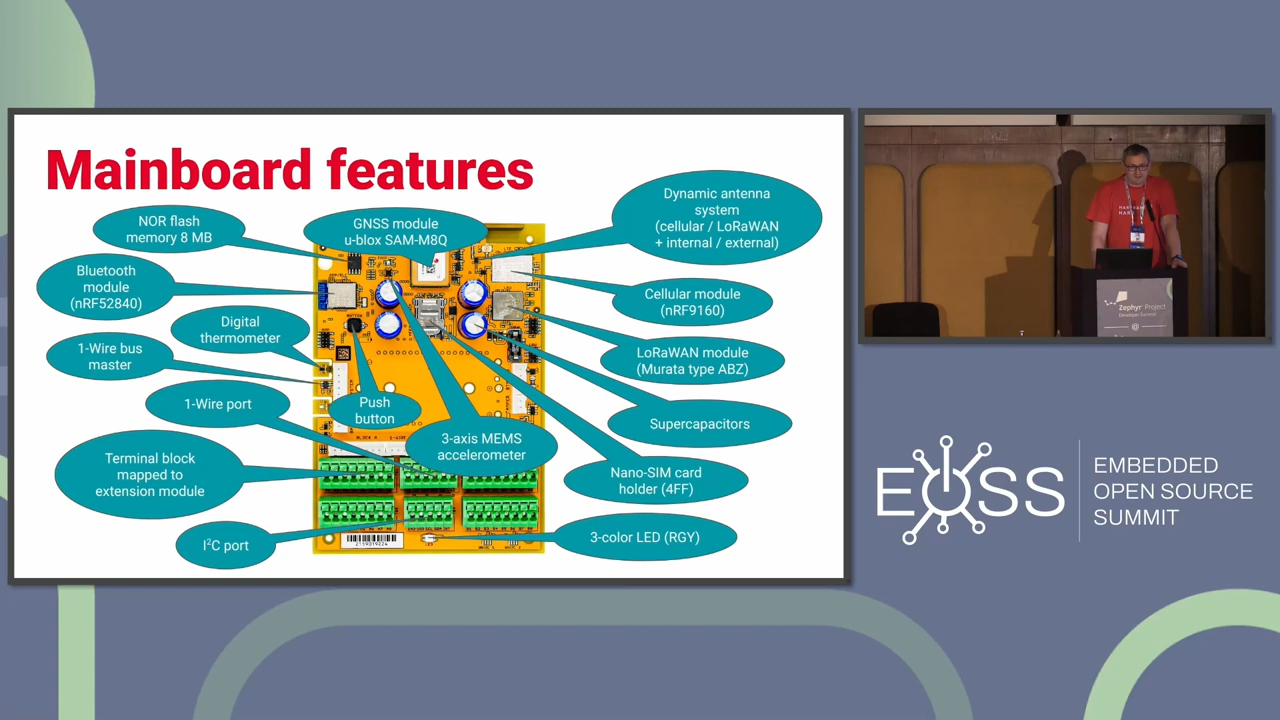 Mainboard features
NOR flash
memory 8 MB
GNSS module
u-blox SAM-M8Q
Dynamic antenna
system
(cellular / LoRaWAN
+ internal / external)
Bluetooth
module
(nRF52840)
Cellular module
(nRF9160)
Digital
thermometer
1-Wire bus
master
LoRaWAN module
(Murata type ABZ)
1-Wire port
Push
button
Supercapacitors
3-axis MEMS
accelerometer
Terminal block
mapped to
extension module
Nano-SIM card
holder (4FF)
I²C port
3-color LED (RGY)
Zephyr Project
Developer Summit
EOSS
EMBEDDED
OPEN SOURCE
SUMMIT